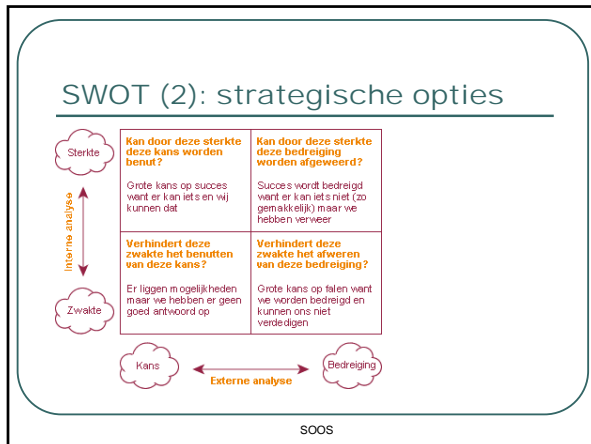 SWOT (2): strategische opties
Sterkte
Interne analyse
Zwakte
Kan door deze sterkte
deze kans worden
benut?
Grote kans op succes
want er kan iets en wij
kunnen dat
Kan door deze sterkte
deze bedreiging
worden afgeweerd?
Succes wordt bedreigd
want er kan iets niet (zo
gemakkelijk) maar we
hebben verweer
Verhindert deze
zwakte het benutten
van deze kans?
Er liggen mogelijkheden
maar we hebben er geen
goed antwoord op
Verhindert deze
zwakte het afweren
van deze bedreiging?
Grote kans op falen want
we worden bedreigd en
kunnen ons niet
verdedigen
Kans
Externe analyse
Bedreiging
SOOS